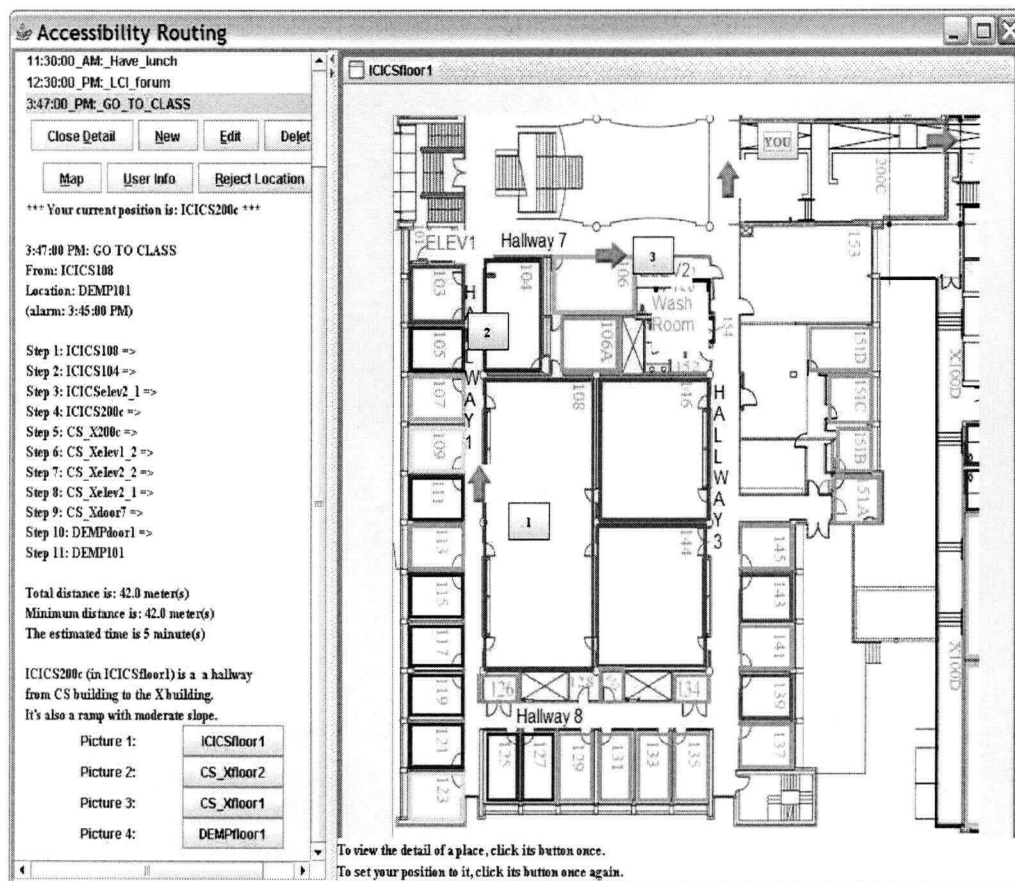 Accessibility Routing
11:30:00_AM:_Have_lunch
12:30:00_PM:_LCI_forum
3:47:00_PM:_GO_TO_CLASS
Close Detail New Edit Delet
Map User Info Reject Location
*** Your current position is: ICICS200c ***
3:47:00 PM: GO TO CLASS
From: ICICS108
Location: DEMP101
(alarm: 3:45:00 PM)
Step 1: ICICS108 =>
Step 2: ICICS104 =>
Step 3: ICICSelev2_1 =>
Step 4: ICICS200c =>
Step 5: CS_X200c =>
Step 6: CS_Xelev1_2 =>
Step 7: CS_Xelev2_2 =>
Step 8: CS_Xelev2_1 =>
Step 9: CS_Xdoor7 =>
Step 10: DEMPdoor1 =>
Step 11: DEMP101
Total distance is: 42.0 meter(s)
Minimum distance is: 42.0 meter(s)
The estimated time is 5 minute(s)
ICICS200c (in ICICSfloor1) is a a hallway
from CS building to the X building.
It's also a ramp with moderate slope.
Picture 1: ICICSfloor1
Picture 2: CS_Xfloor2
Picture 3: CS_Xfloor1
Picture 4: DEMPfloor1
ICICSfloor1
YOU
200C
ELEV1
Hallway 7
3
153
103
104
106
V2
Wash
Room
HALLWAY1
2
105
106A
154
152
151D
107
108
146
HALLWAY3
151C
X100D
109
151B
111
1
51A
113
144
145
115
143
117
141
X100D
119
126
128
134
139
Hallway 8
121
137
123
125
127
129
131
133
135
To view the detail of a place, click its button once.
To set your position to it, click its button once again.